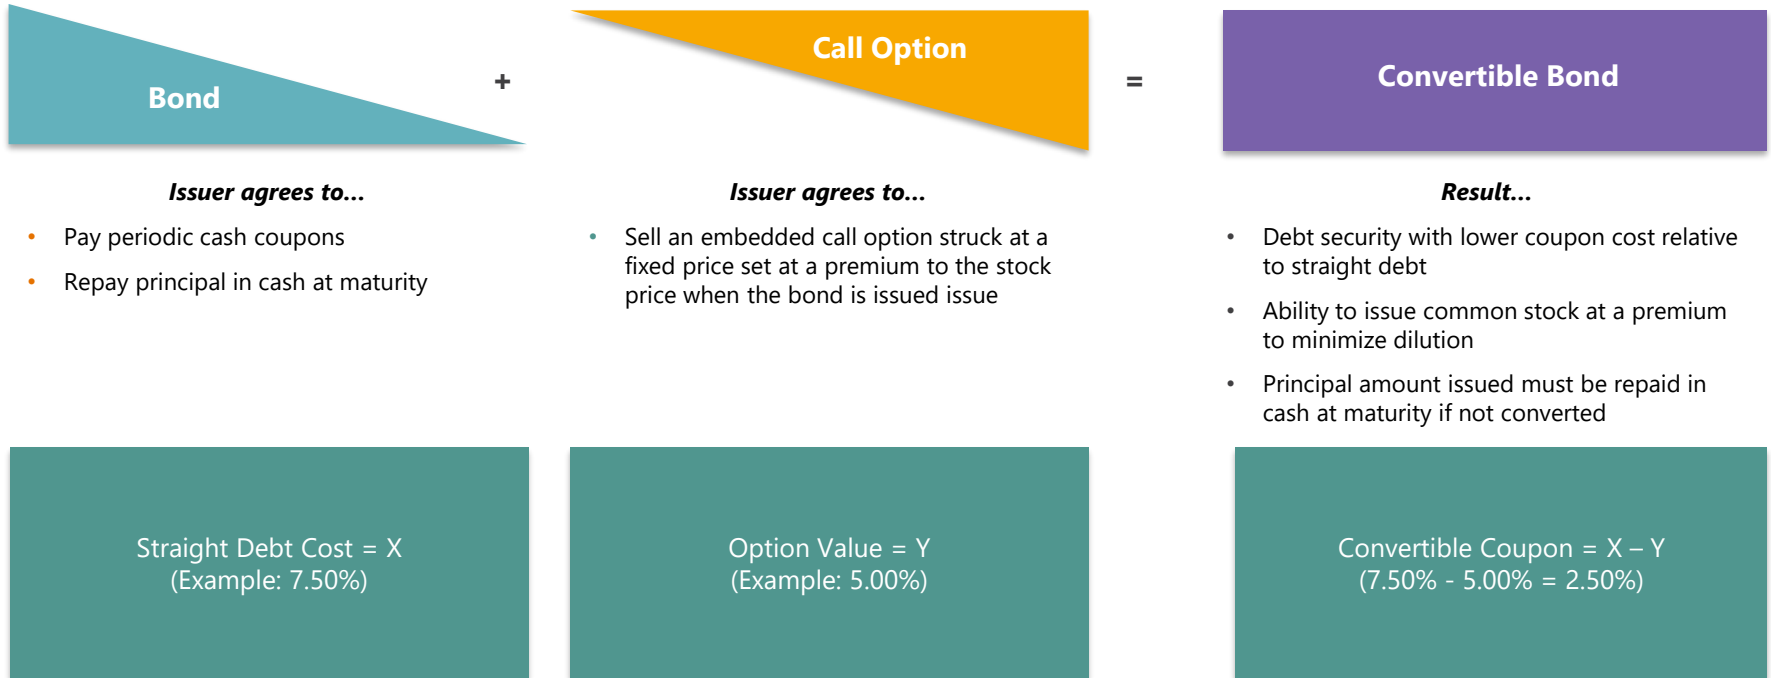 Bond
+
Call Option
=
Convertible Bond
Issuer agrees to...
• Pay periodic cash coupons
• Repay principal in cash at maturity
Issuer agrees to...
• Sell an embedded call option struck at a
fixed price set at a premium to the stock
price when the bond is issued issue
Result...
• Debt security with lower coupon cost relative
to straight debt
• Ability to issue common stock at a premium
to minimize dilution
• Principal amount issued must be repaid in
cash at maturity if not converted
Straight Debt Cost = X
(Example: 7.50%)
Option Value = Y
(Example: 5.00%)
Convertible Coupon = X – Y
(7.50% - 5.00% = 2.50%)